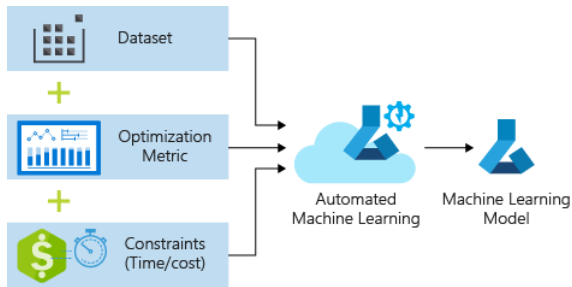 Dataset
+
Optimization
Metric
+
Constraints
(Time/cost)
$
Automated
Machine Learning
Machine Learning
Model